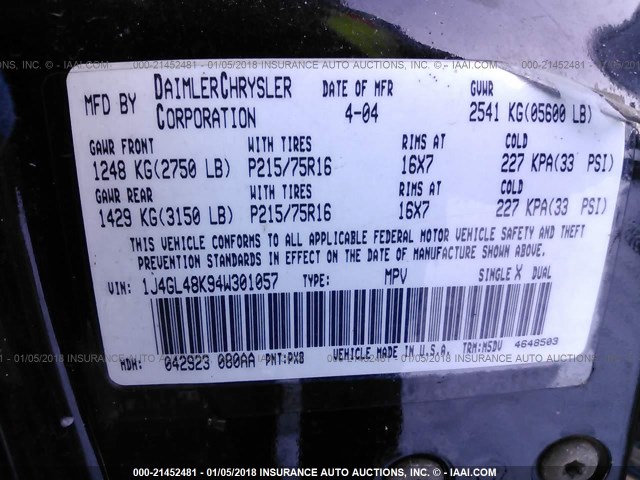 000-21452481 - 01/05/2018 INSURANCE AUTO AUCTIONS, INC. - © IAAI.COM
MFD BY DAIMLERCHRYSLER CORPORATION
DATE OF MFR
4-04
GVWR
2541 KG(05600 LB)
GAWR FRONT WITH TIRES RIMS AT COLD
1248 KG(2750 LB) P215/75R16 16X7 227 KPA(33 PSI)
GAWR REAR WITH TIRES RIMS AT COLD
1429 KG(3150 LB) P215/75R16 16X7 227 KPA(33 PSI)
THIS VEHICLE CONFORMS TO ALL APPLICABLE FEDERAL MOTOR VEHICLE SAFETY AND THEFT
PREVENTION STANDARDS IN EFFECT ON THE DATE OF MANUFACTURE SHOWN ABOVE.
VIN: 1J4GL48K94W301057 TYPE: MPV SINGLE X DUAL
MDH: 042923 080AA PNT:PXB VEHICLE MADE IN U.S.A. TRM:MSDV 4648503
000-21452481 - 01/05/2018 INSURANCE AUTO AUCTIONS, INC. - © IAAI.COM